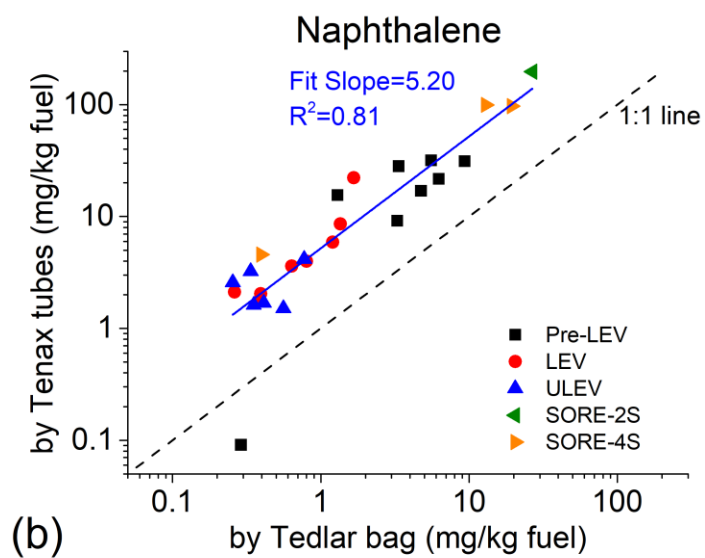 Naphthalene
Fit Slope=5.20
R²=0.81
1:1 line
100
10
1
0.1
by Tenax tubes (mg/kg fuel)
Pre-LEV
LEV
ULEV
SORE-2S
SORE-4S
0.1 1 10 100
by Tedlar bag (mg/kg fuel)
(b)